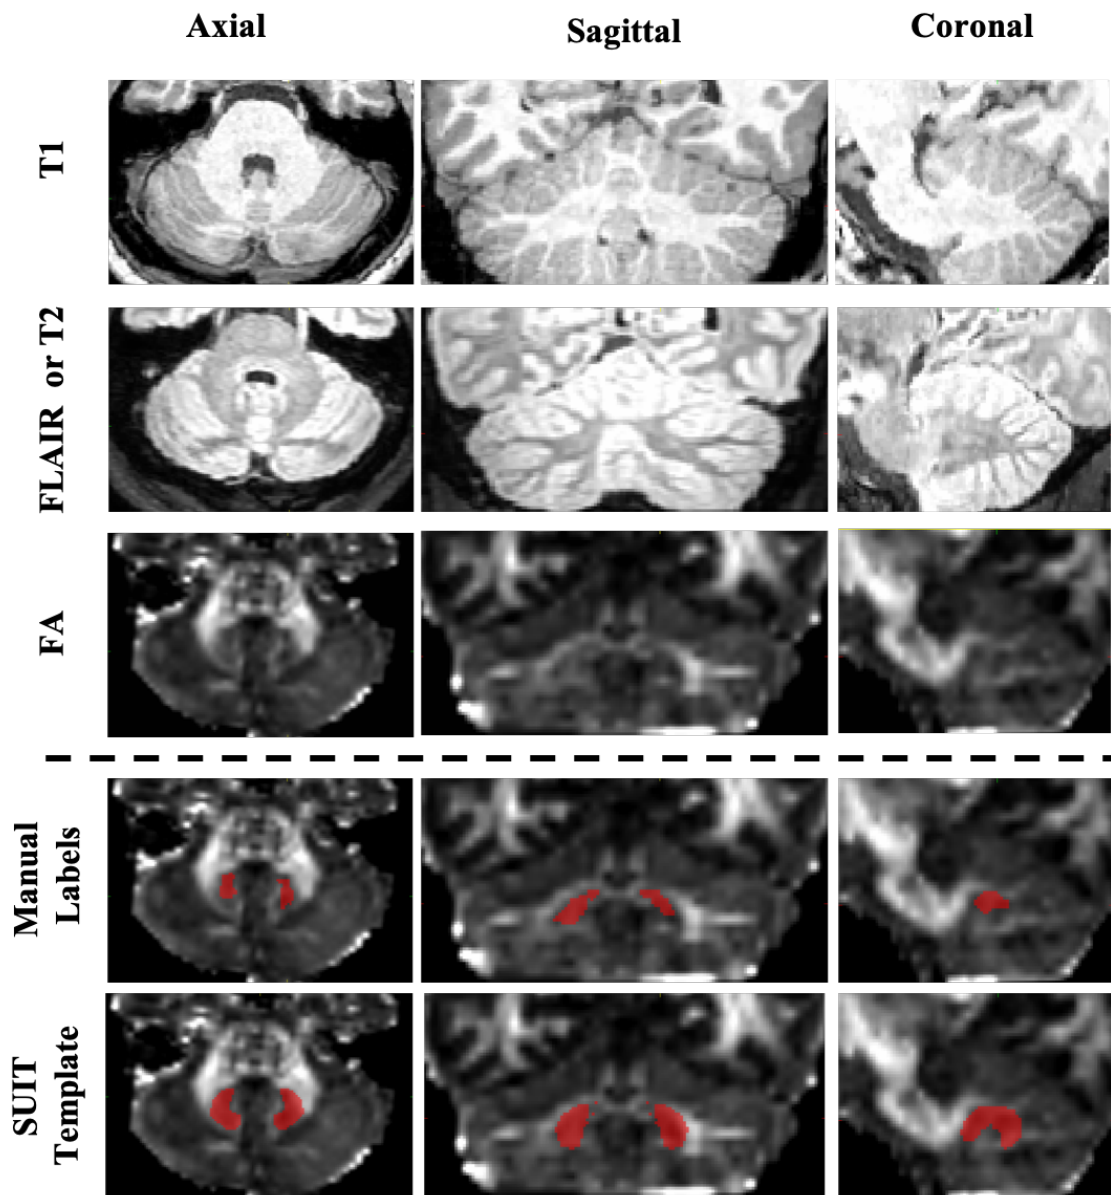 Axial
Sagittal
Coronal
T1
FLAIR or T2
FA
Manual
Labels
SUIT
Template